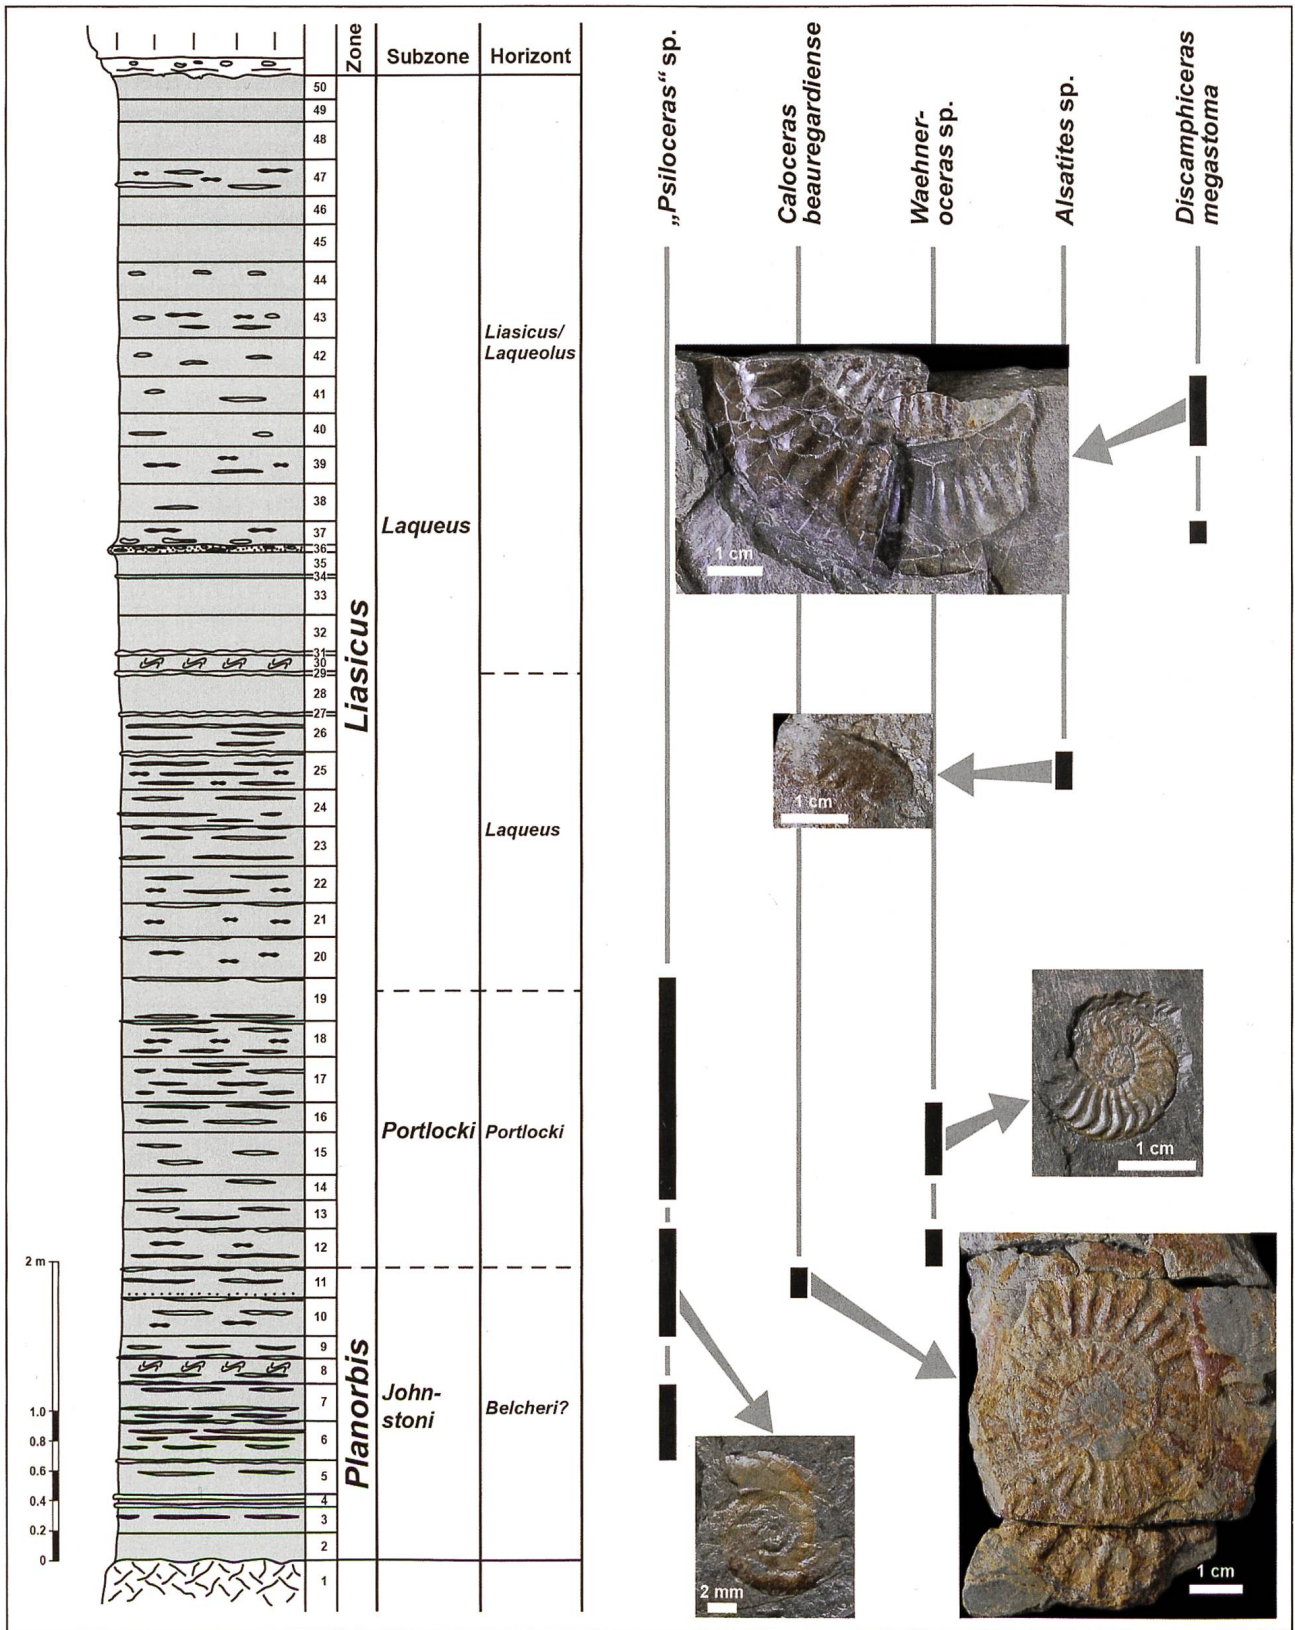 Zone
Subzone
Horizont
„Psiloceras“ sp.
Caloceras
beauregardiense
Waehner-
oceras sp.
Alsatites sp.
Discamphiceras
megastoma
50
49
48
47
46
45
44
43
42
41
40
39
38
37
36
35
34
33
32
31
30
29
28
27
26
25
24
23
22
21
20
19
18
17
16
15
14
13
12
11
10
9
8
7
6
5
4
3
2
1
Liasicus
Planorbis
Laqueus
Portlocki
John-
stoni
Liasicus/
Laqueolus
Laqueus
Portlocki
Belcheri?
2 m
1.0
0.8
0.6
0.4
0.2
0
1 cm
1 cm
1 cm
2 mm
1 cm